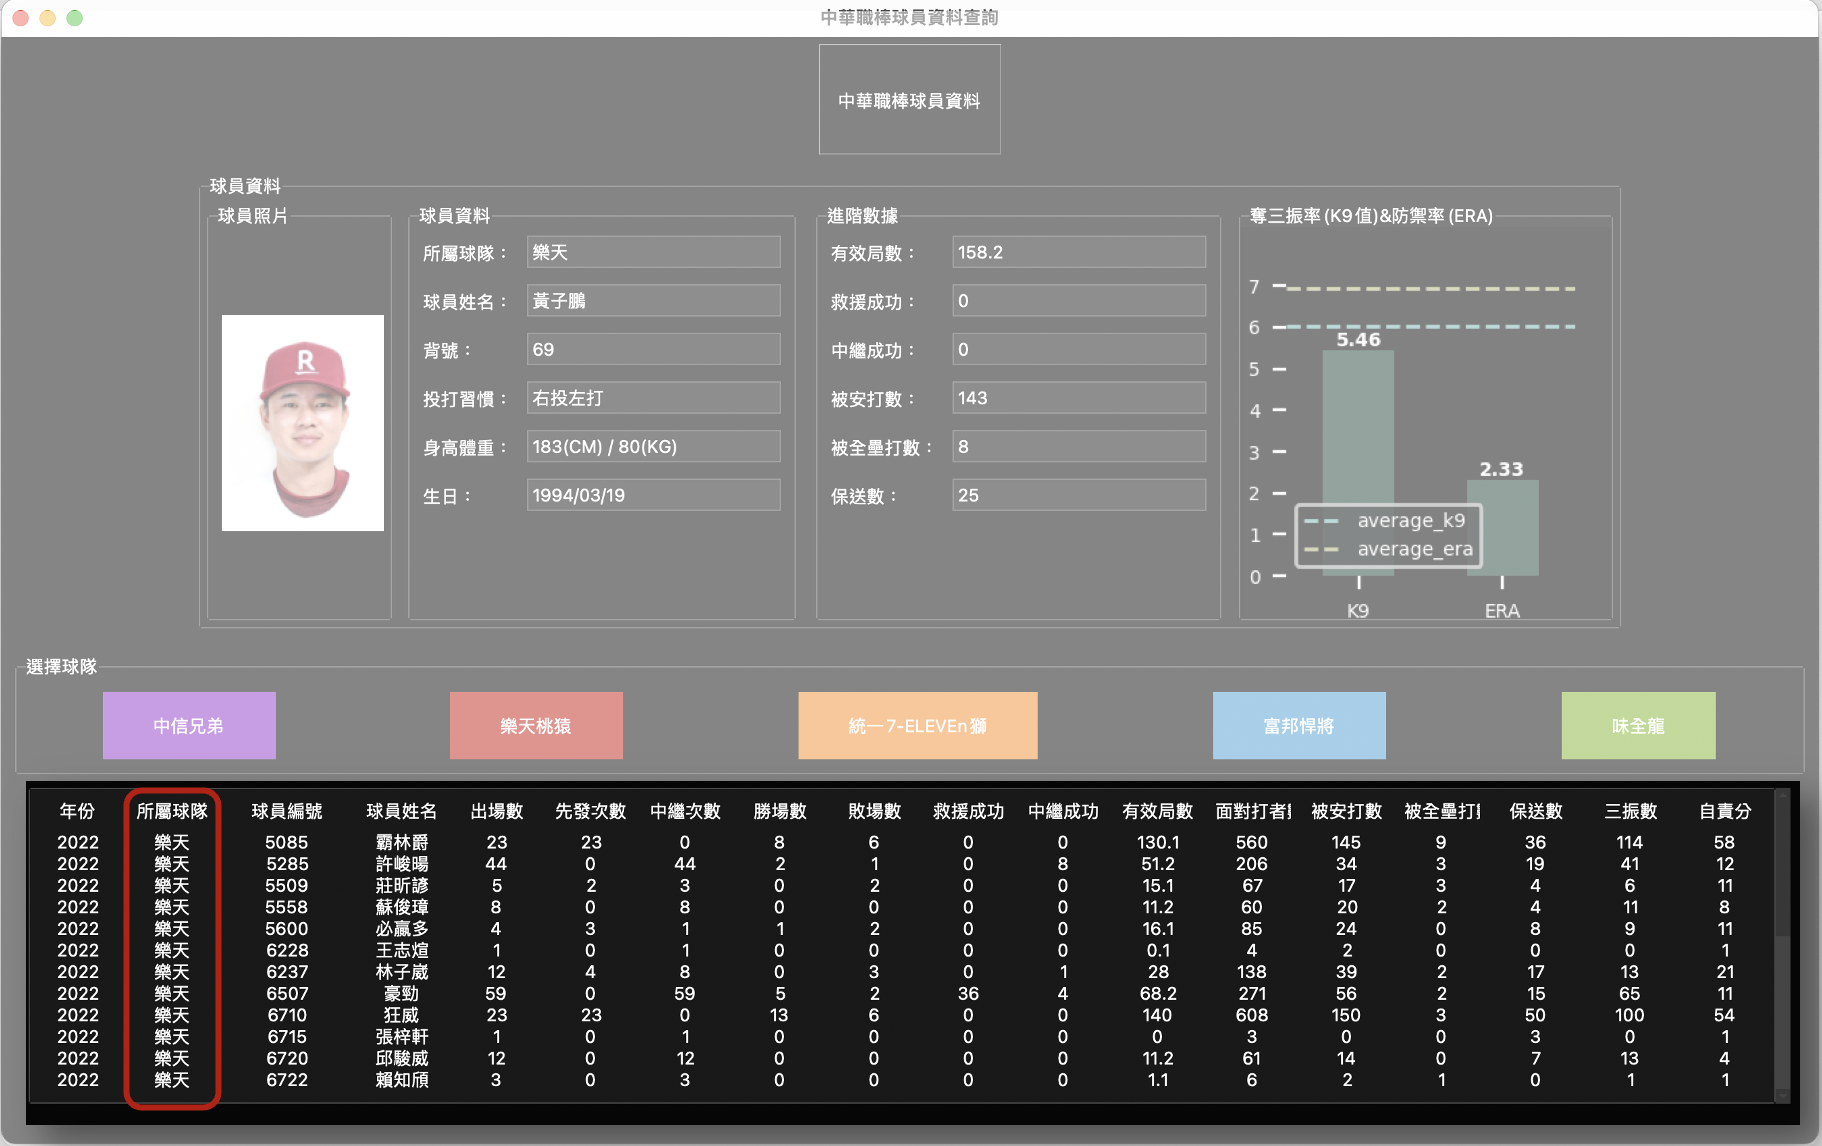 中華職棒球員資料查詢
中華職棒球員資料
球員資料
球員照片
R
球員資料
所屬球隊： 樂天
球員姓名： 黃子鵬
背號： 69
投打習慣： 右投左打
身高體重： 183(CM) / 80(KG)
生日： 1994/03/19
進階數據
有效局數： 158.2
救援成功： 0
中繼成功： 0
被安打數： 143
被全壘打數： 8
保送數： 25
奪三振率(K9值)&防禦率(ERA)
7
6
5.46
5
4
3
2.33
2
average_k9
1
average_era
0
K9 ERA
選擇球隊
中信兄弟 樂天桃猿 統一7-ELEVEn獅 富邦悍將 味全龍
年份 所屬球隊 球員編號 球員姓名 出場數 先發次數 中繼次數 勝場數 敗場數 救援成功 中繼成功 有效局數 面對打者 被安打數 被全壘打 保送數 三振數 自責分
2022 樂天 5085 霸林爵 23 23 0 8 6 0 0 130.1 560 145 9 36 114 58
2022 樂天 5285 許峻暘 44 0 44 2 1 0 8 51.2 206 34 3 19 41 12
2022 樂天 5509 莊昕諺 5 2 3 0 2 0 0 15.1 67 17 3 4 6 11
2022 樂天 5558 蘇俊璋 8 0 8 0 0 0 0 11.2 60 20 2 4 11 8
2022 樂天 5600 必贏多 4 3 1 1 2 0 0 16.1 85 24 0 8 9 11
2022 樂天 6228 王志煊 1 0 1 0 0 0 0 0.1 4 2 0 0 0 1
2022 樂天 6237 林子崴 12 4 8 0 3 0 1 28 138 39 2 17 13 21
2022 樂天 6507 豪勁 59 0 59 5 2 36 4 68.2 271 56 2 15 65 11
2022 樂天 6710 狂威 23 23 0 13 6 0 0 140 608 150 3 50 100 54
2022 樂天 6715 張梓軒 1 0 1 0 0 0 0 0 3 0 0 3 0 1
2022 樂天 6720 邱駿威 12 0 12 0 0 0 0 11.2 61 14 0 7 13 4
2022 樂天 6722 賴知頎 3 0 3 0 0 0 0 1.1 6 2 1 0 1 1